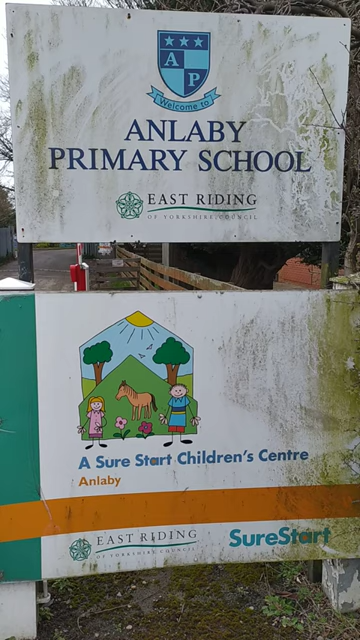 A P
Welcome to
ANLABY
PRIMARY SCHOOL
EAST RIDING
OF YORKSHIRE COUNCIL
A Sure Start Children's Centre
Anlaby
EAST RIDING
OF YORKSHIRE COUNCIL
SureStart